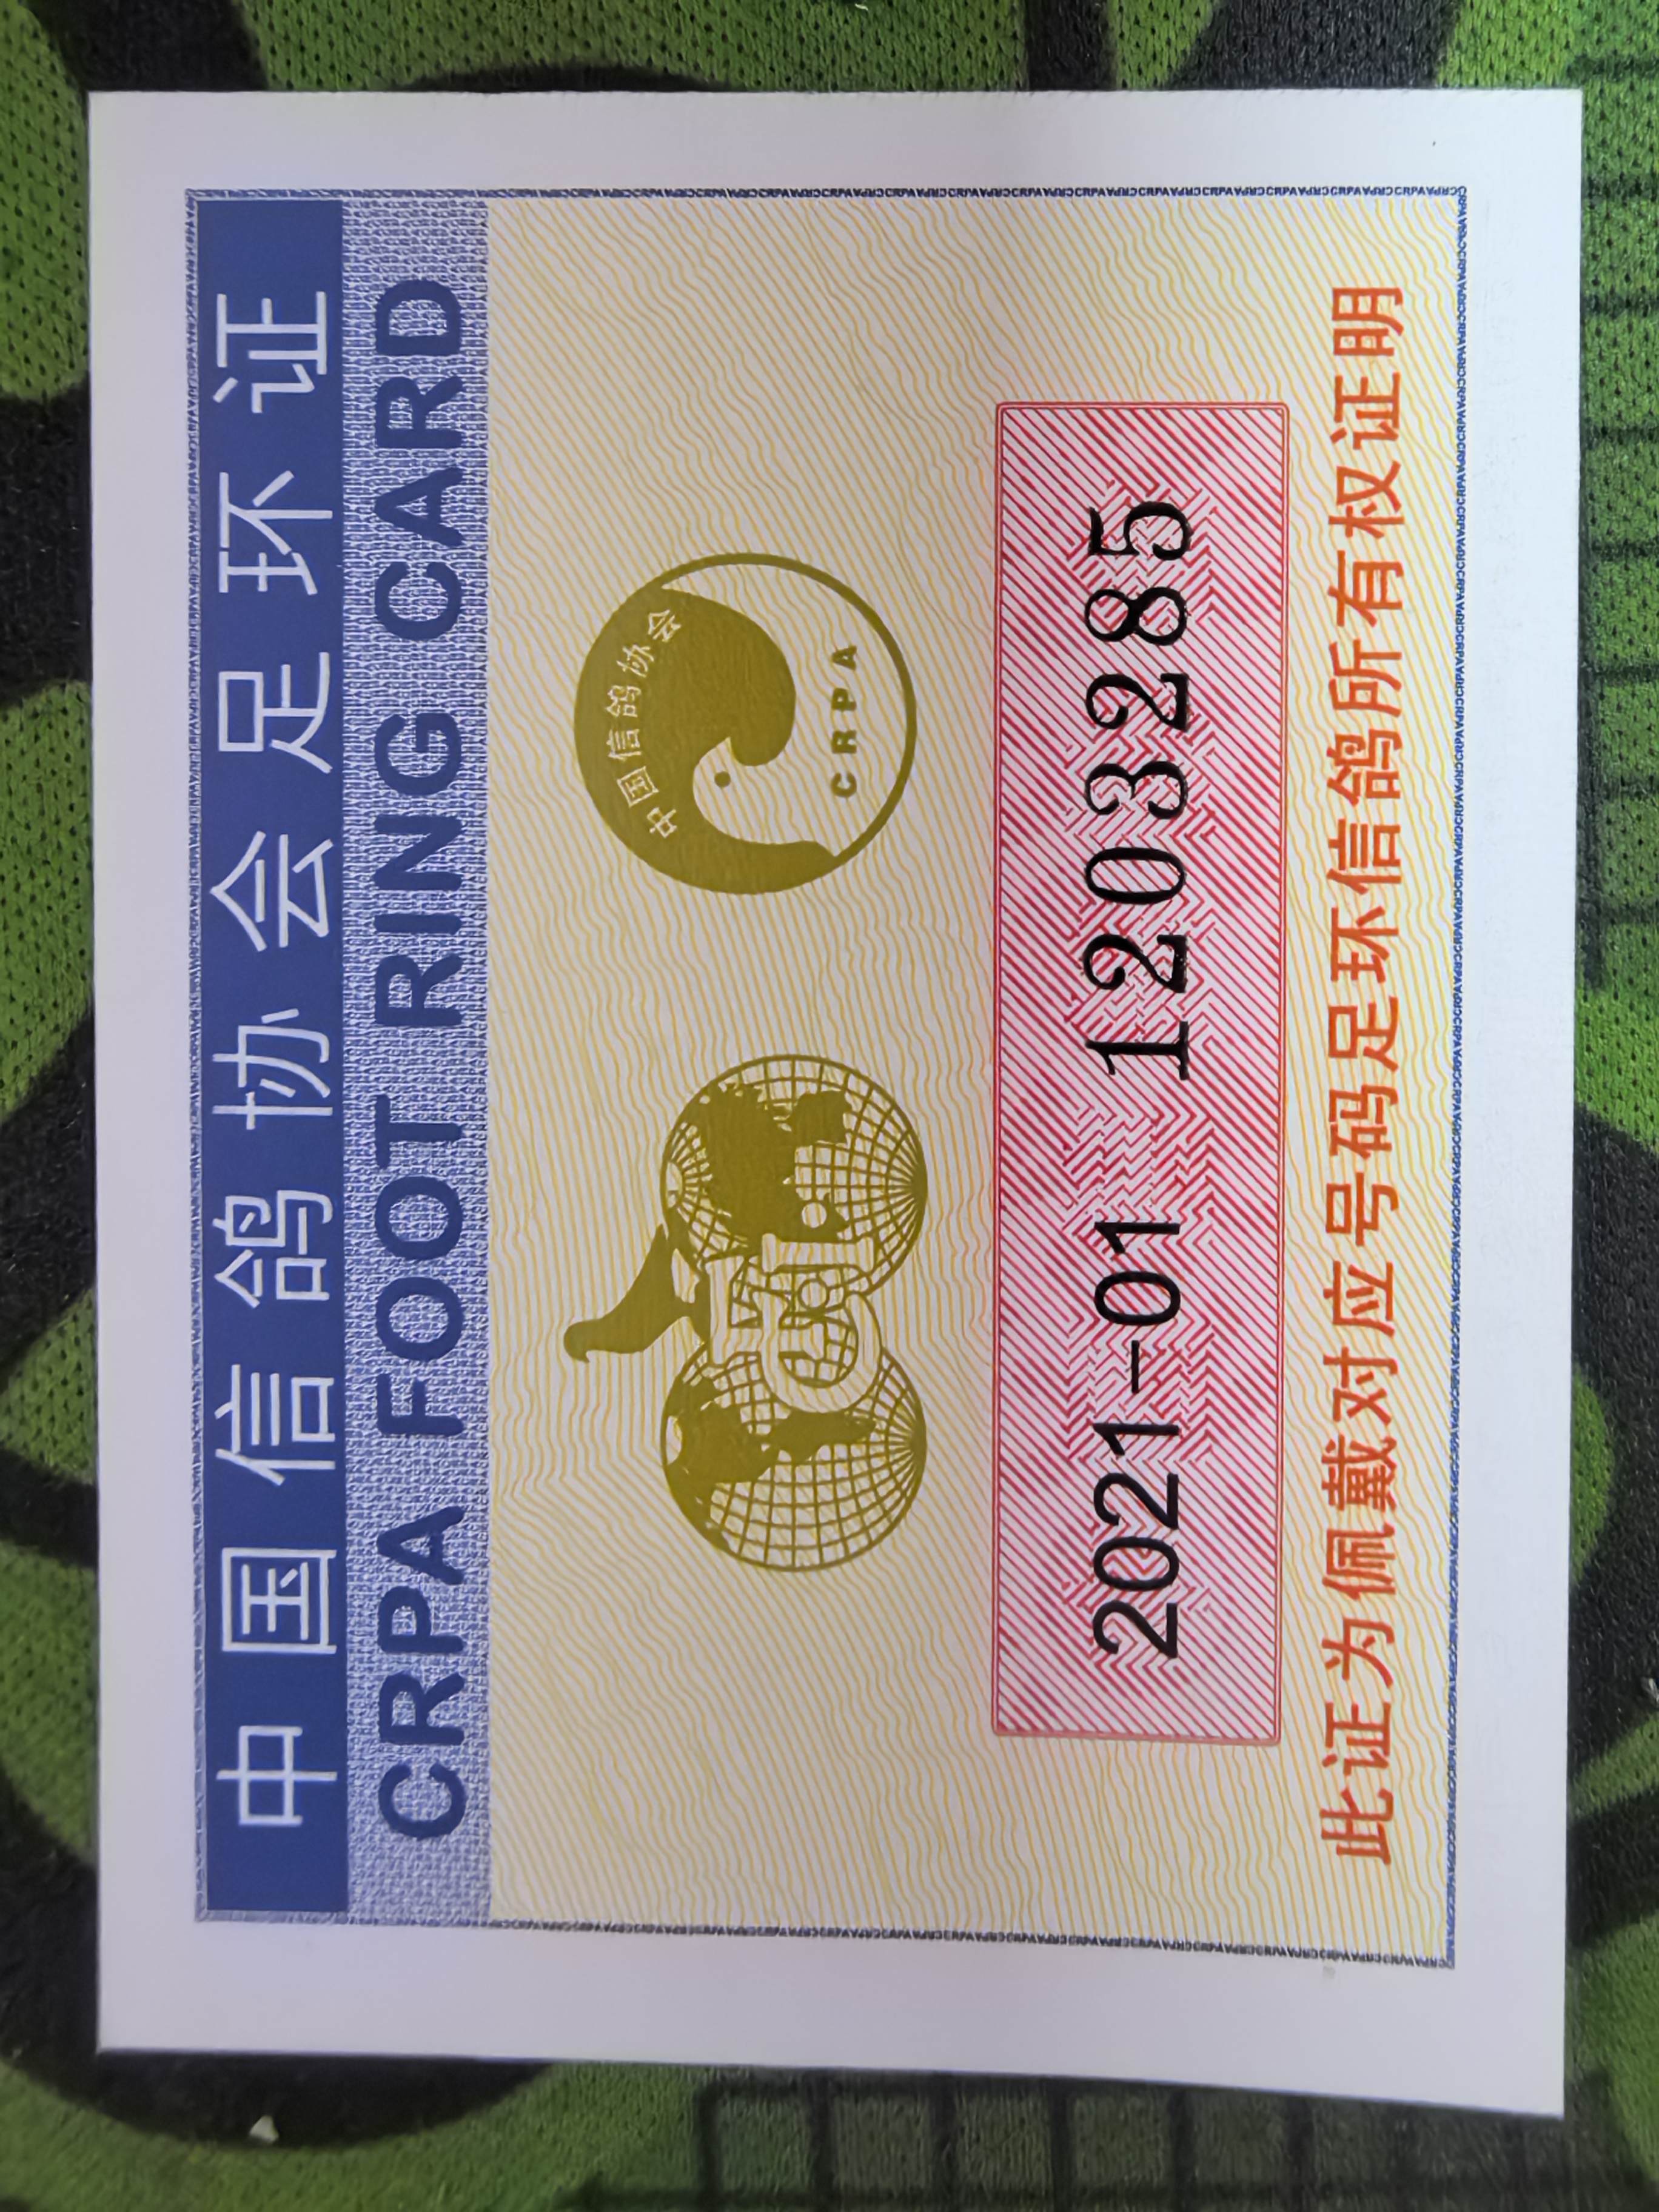 中国信鸽协会足环证
CRPA FOOT RING CARD
FCI
中国信鸽协会
CRPA
2021-01 1203285
此证为佩戴对应号码足环信鸽所有权证明